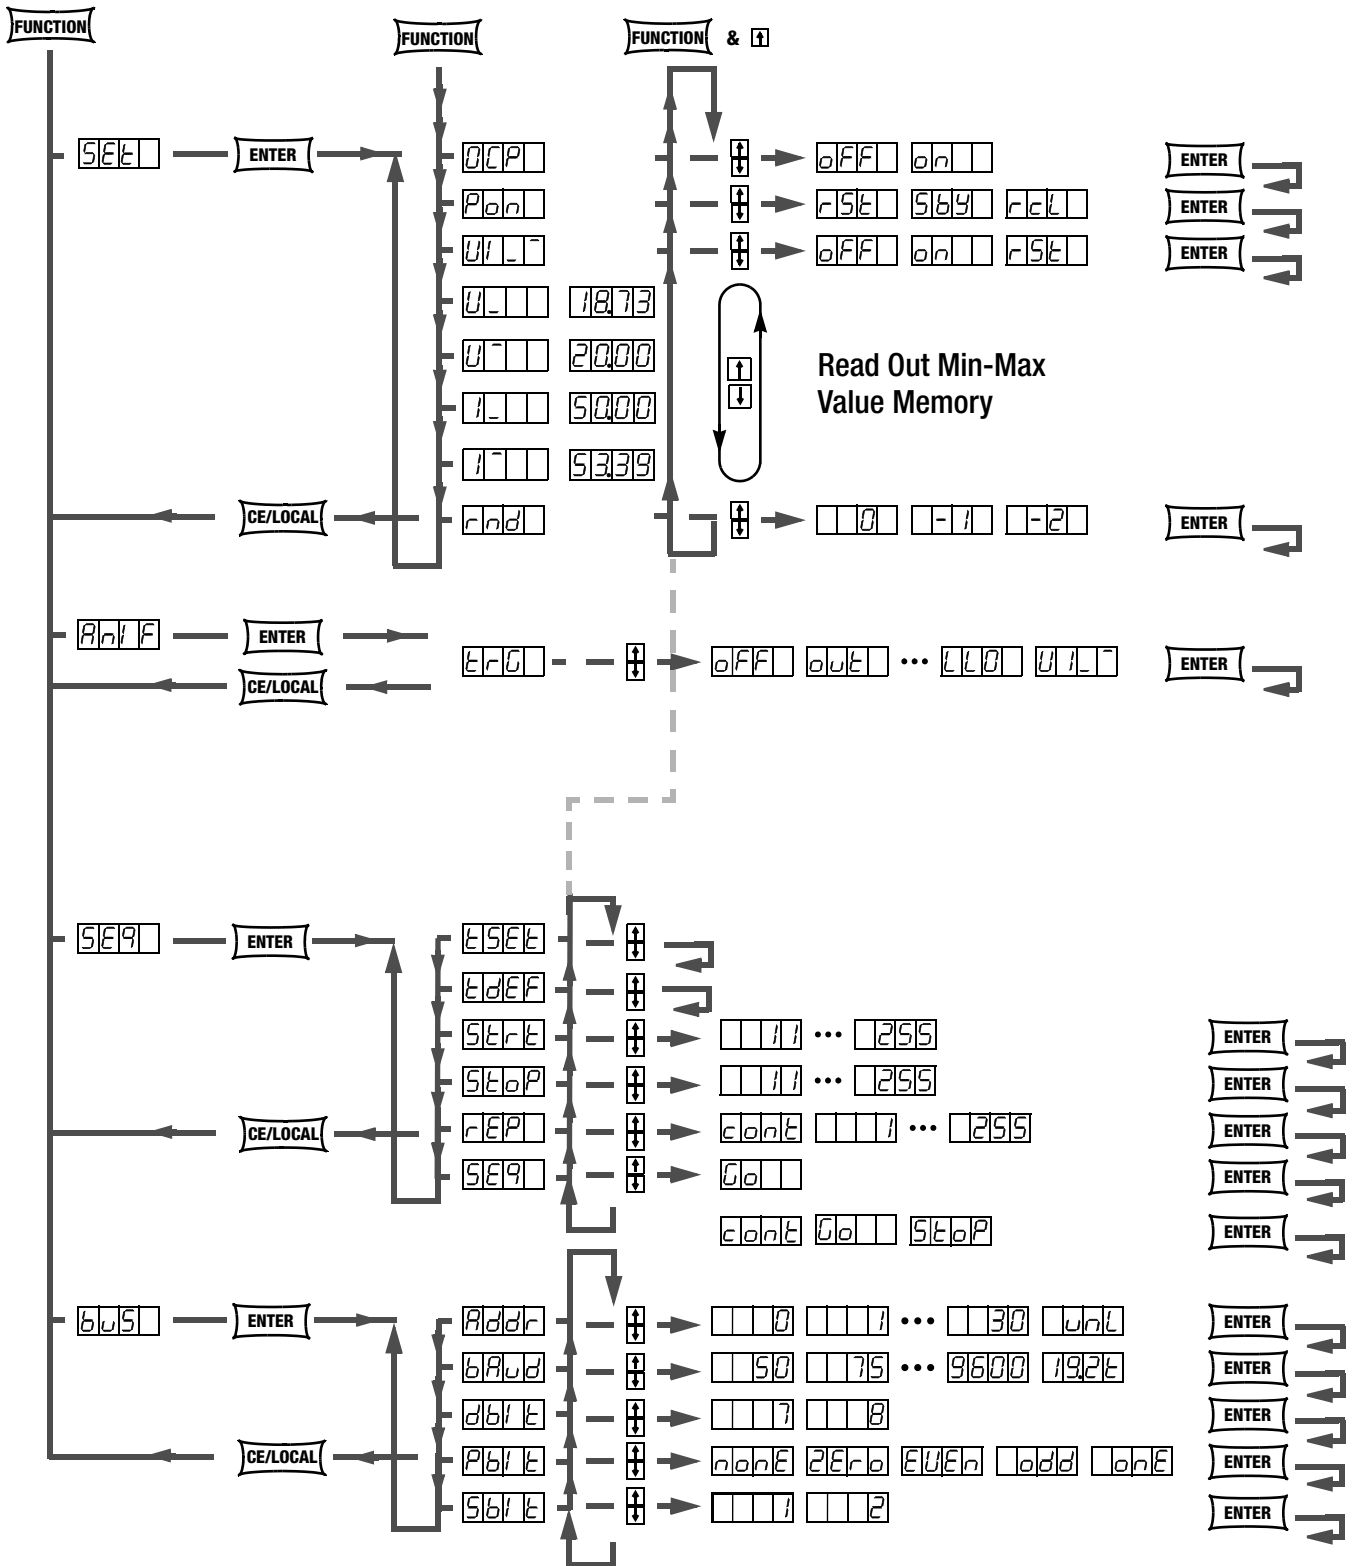 FUNCTION
FUNCTION
FUNCTION & ↑
SEt ENTER OCP oFF on ENTER
Pon rSt Sby rcL ENTER
UI_¯ oFF on rSt ENTER
U_ 18.73
U¯ 20.00
Read Out Min-Max
Value Memory
I_ 50.00
I¯ 53.39
CE/LOCAL rnd 0 -1 -2 ENTER
AnIF ENTER
trG oFF out ••• LLO UI_¯ ENTER
CE/LOCAL
SEq ENTER tSEt
tdEF
Strt 11 ••• 255 ENTER
StoP 11 ••• 255 ENTER
CE/LOCAL rEP cont 1 ••• 255 ENTER
SEq Go ENTER
cont Go StoP ENTER
buS ENTER Addr 0 1 ••• 30 unL ENTER
bAud 50 75 ••• 9600 19.2t ENTER
dbIt 7 8 ENTER
CE/LOCAL PbIt nonE ZEro EUEn odd onE ENTER
SbIt 1 2 ENTER